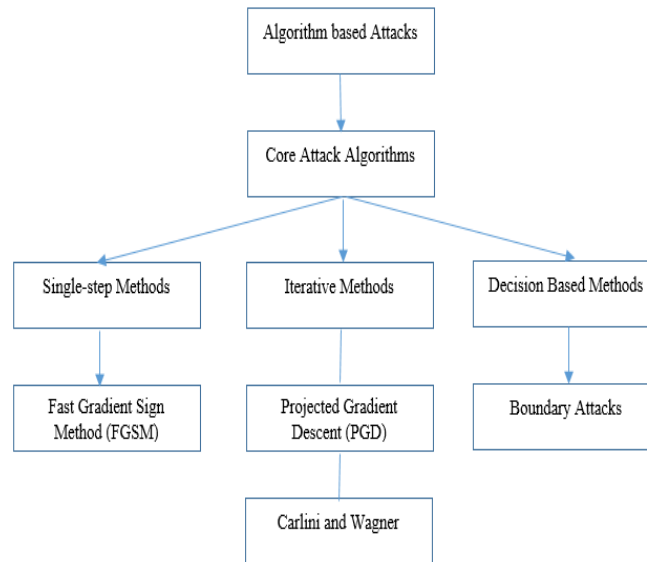 Algorithm based Attacks
Core Attack Algorithms
Single-step Methods
Iterative Methods
Decision Based Methods
Fast Gradient Sign
Method (FGSM)
Projected Gradient
Descent (PGD)
Boundary Attacks
Carlini and Wagner